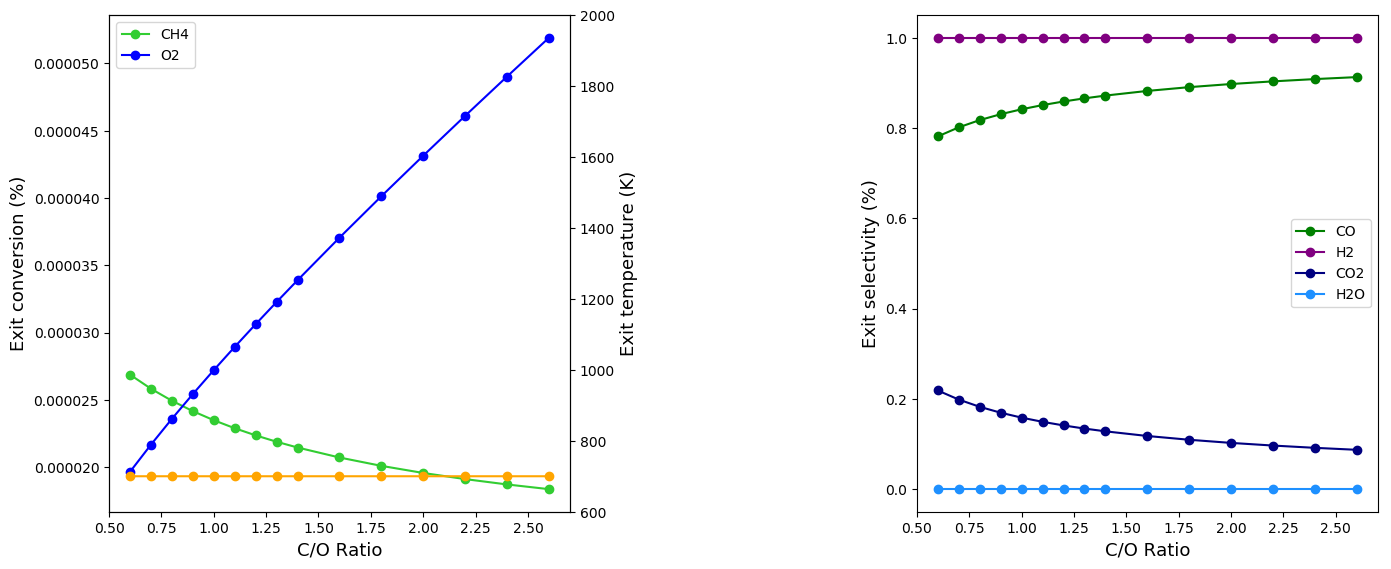 CH4
O2
0.000050
0.000045
0.000040
0.000035
0.000030
0.000025
0.000020
Exit conversion (%)
2000
1800
1600
1400
1200
1000
800
600
Exit temperature (K)
0.50 0.75 1.00 1.25 1.50 1.75 2.00 2.25 2.50
C/O Ratio
1.0
0.8
0.6
0.4
0.2
0.0
Exit selectivity (%)
CO
H2
CO2
H2O
0.50 0.75 1.00 1.25 1.50 1.75 2.00 2.25 2.50
C/O Ratio